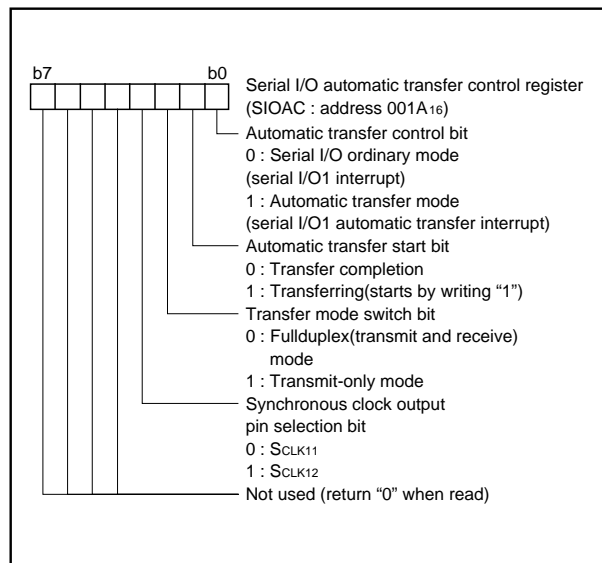 b7 b0
Serial I/O automatic transfer control register
(SIOAC : address 001A16)
Automatic transfer control bit
0 : Serial I/O ordinary mode
(serial I/O1 interrupt)
1 : Automatic transfer mode
(serial I/O1 automatic transfer interrupt)
Automatic transfer start bit
0 : Transfer completion
1 : Transferring(starts by writing “1”)
Transfer mode switch bit
0 : Fullduplex(transmit and receive)
mode
1 : Transmit-only mode
Synchronous clock output
pin selection bit
0 : SCLK11
1 : SCLK12
Not used (return “0” when read)